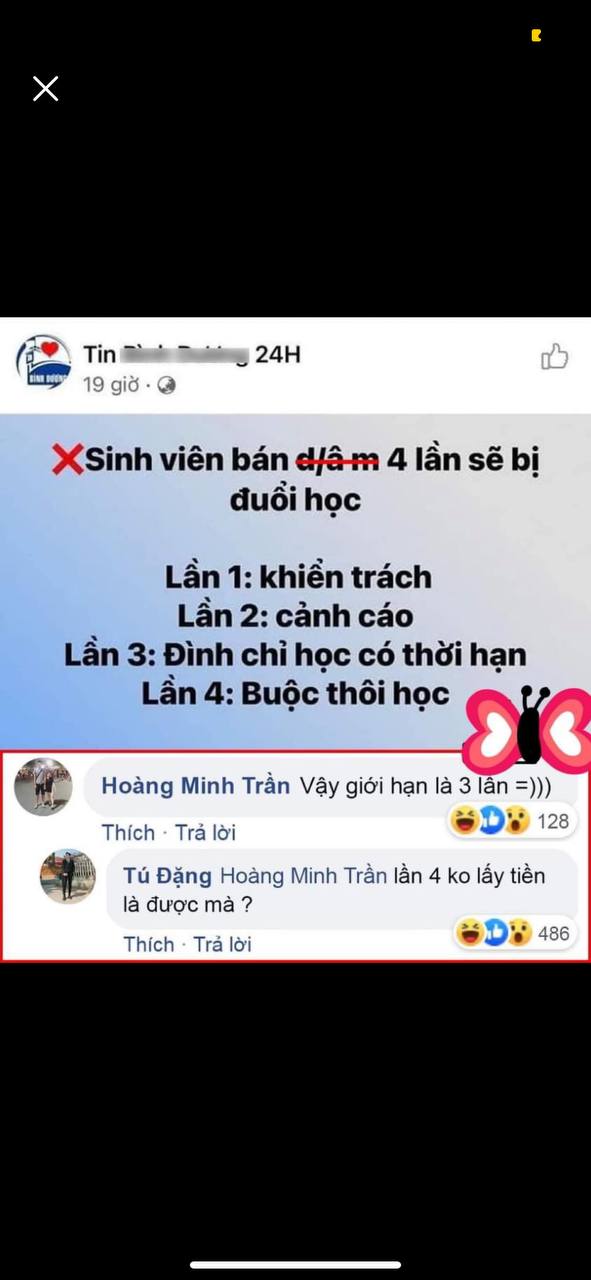 Tin 24H
19 giờ ·
BÌNH DƯƠNG
❌Sinh viên bán d/â m 4 lần sẽ bị
đuổi học
Lần 1: khiển trách
Lần 2: cảnh cáo
Lần 3: Đình chỉ học có thời hạn
Lần 4: Buộc thôi học
Hoàng Minh Trần Vậy giới hạn là 3 lần =)))
128
Thích · Trả lời
Tú Đặng Hoàng Minh Trần lần 4 ko lấy tiền
là được mà ?
486
Thích · Trả lời